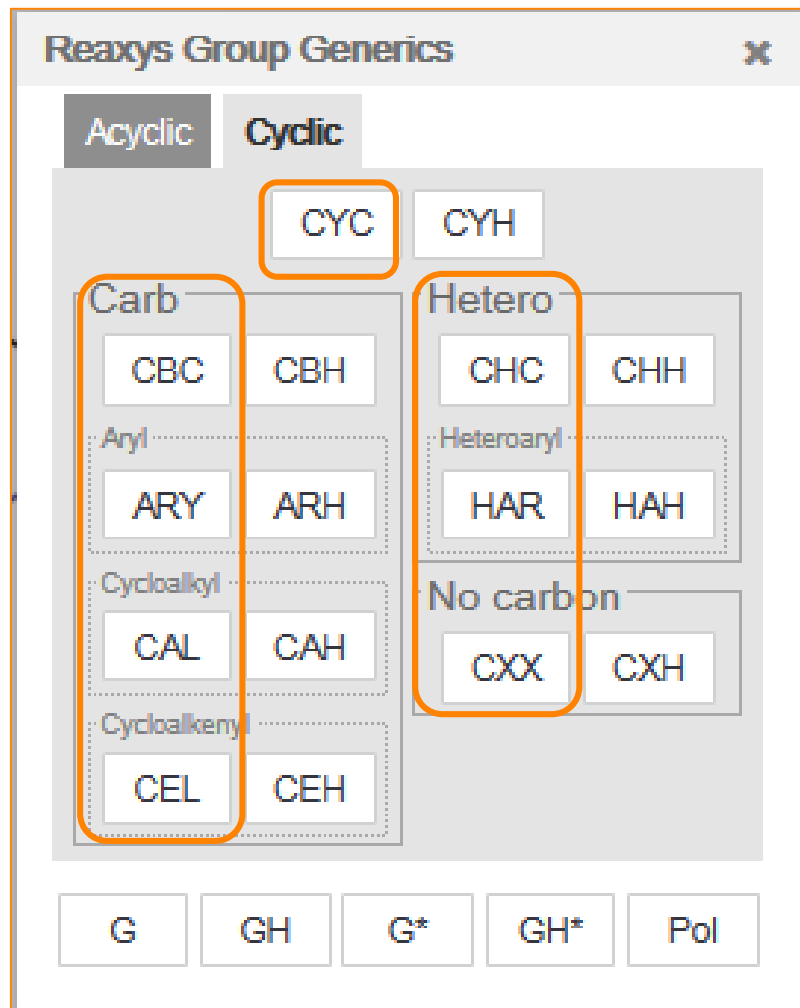 Reaxys Group Generics ×
Acyclic Cyclic
CYC CYH
Carb
CBC CBH
Aryl
ARY ARH
Cycloalkyl
CAL CAH
Cycloalkenyl
CEL CEH
Hetero
CHC CHH
Heteroaryl
HAR HAH
No carbon
CXX CXH
G GH G* GH* Pol